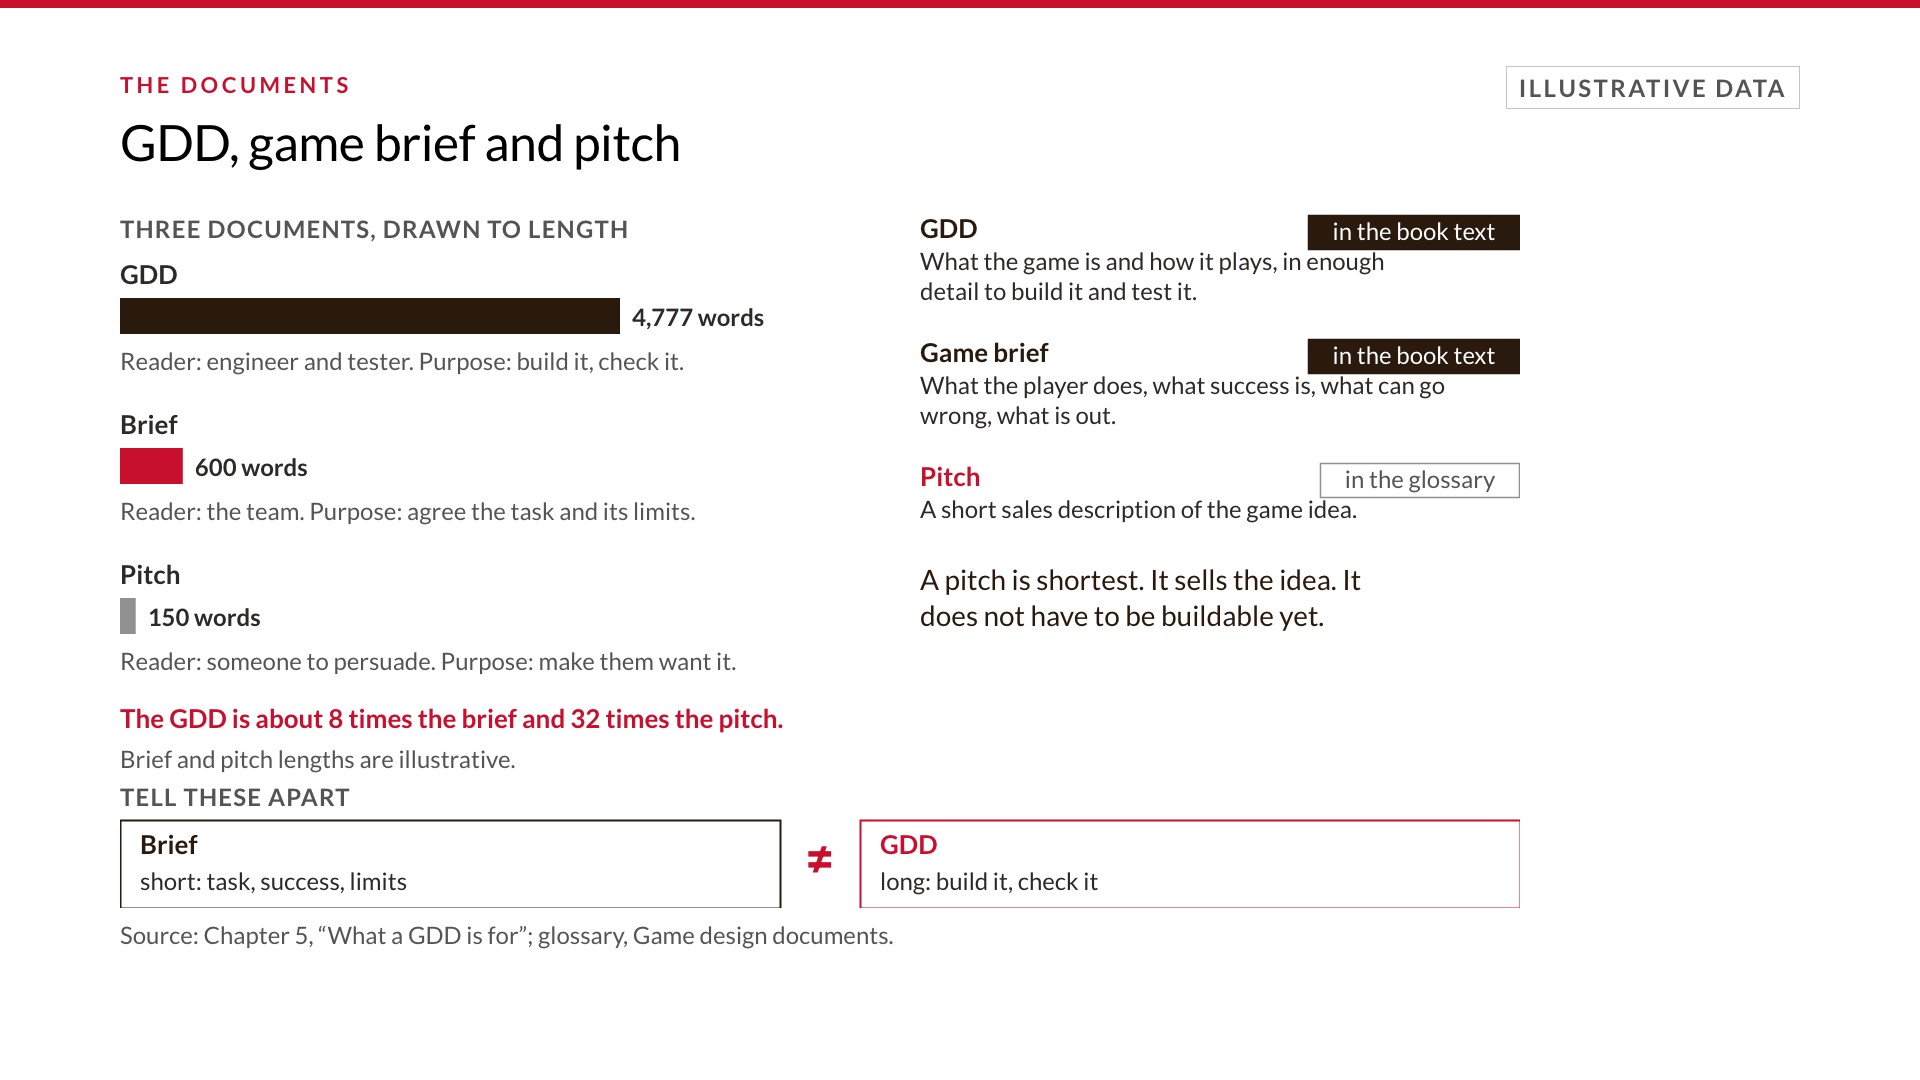 THE DOCUMENTS
ILLUSTRATIVE DATA
GDD, game brief and pitch
THREE DOCUMENTS, DRAWN TO LENGTH
GDD
4,777 words
Reader: engineer and tester. Purpose: build it, check it.
Brief
600 words
Reader: the team. Purpose: agree the task and its limits.
Pitch
150 words
Reader: someone to persuade. Purpose: make them want it.
The GDD is about 8 times the brief and 32 times the pitch.
Brief and pitch lengths are illustrative.
GDD
in the book text
What the game is and how it plays, in enough
detail to build it and test it.
Game brief
in the book text
What the player does, what success is, what can go
wrong, what is out.
Pitch
in the glossary
A short sales description of the game idea.
A pitch is shortest. It sells the idea. It
does not have to be buildable yet.
TELL THESE APART
Brief
short: task, success, limits
≠
GDD
long: build it, check it
Source: Chapter 5, “What a GDD is for”; glossary, Game design documents.